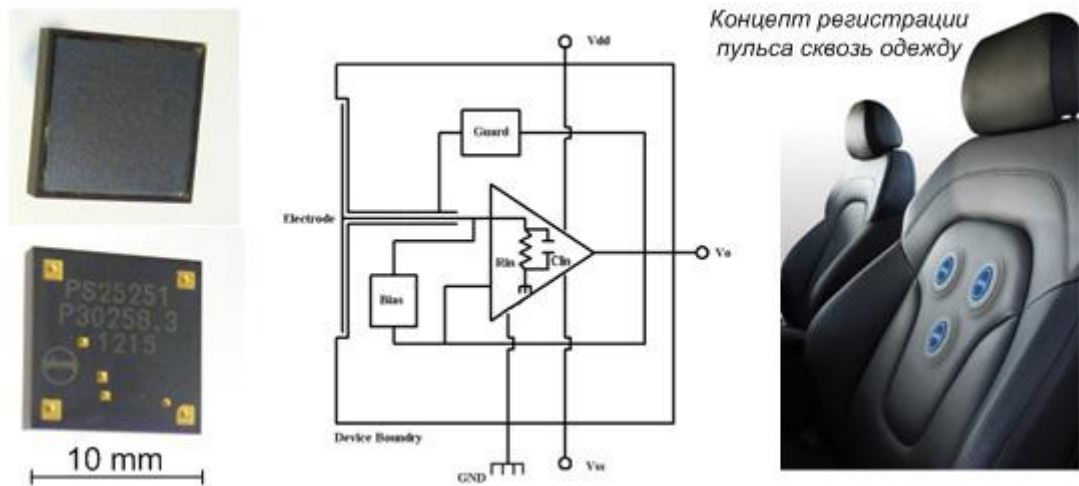 PS25251
P30258.3
1215
10 mm
Vdd
Guard
Electrode
Rin
Cin
Bias
Vo
Device Boundry
GND
Vss
Концепт регистрации
пульса сквозь одежду